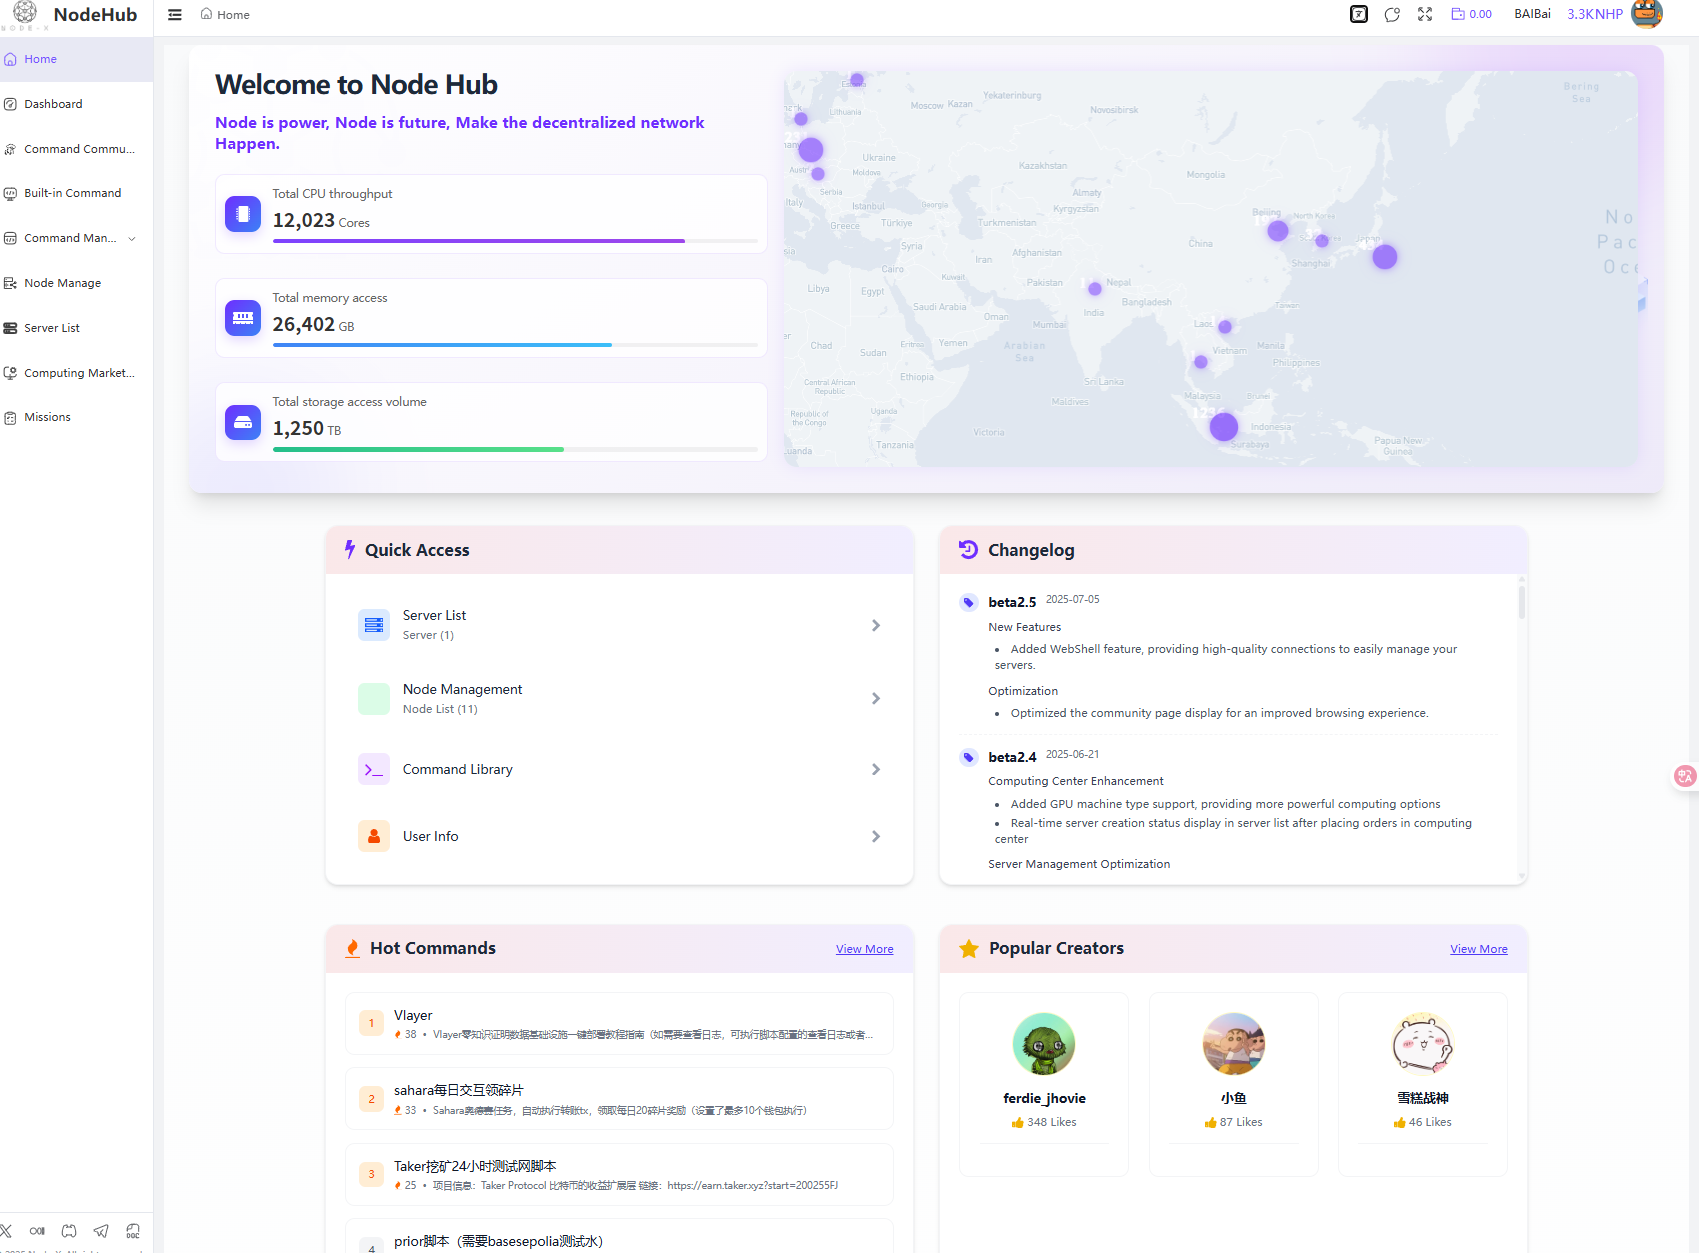 NodeHub
NODE-X
Home
0.00
BAIBai
3.3KNHP
Home
Dashboard
Command Commu...
Built-in Command
Command Man...
Node Manage
Server List
Computing Market...
Missions
Welcome to Node Hub
Node is power, Node is future, Make the decentralized network
Happen.
Total CPU throughput
12,023 Cores
Total memory access
26,402 GB
Total storage access volume
1,250 TB
Moscow
Kazan
Yekaterinburg
Novosibirsk
Bering
Sea
Lithuania
Ukraine
Moldova
Kazakhstan
Mongolia
Serbia
Italy
Istanbul
Georgia
Almaty
Kyrgyzstan
Greece
Türkiye
Turkmenistan
Beijing
North Korea
Syria
Afghanistan
China
Japan
Cairo
Iran
Shanghai
Libya
Egypt
Kuwait
Pakistan
Nepal
Saudi Arabia
Oman
India
Bangladesh
Taiwan
Mumbai
Laos
Chad
Sudan
Eritrea
Yemen
Arabian
Sea
Vietnam
Manila
Philippines
Ethiopia
Sri Lanka
Central African
Republic
Malaysia
Brunei
Maldives
Republic of
the Congo
Uganda
Indonesia
Victoria
Tanzania
Surabaya
Papua New
Guinea
Quick Access
Server List
Server (1)
Node Management
Node List (11)
Command Library
User Info
Changelog
beta2.5 2025-07-05
New Features
• Added WebShell feature, providing high-quality connections to easily manage your
servers.
Optimization
• Optimized the community page display for an improved browsing experience.
beta2.4 2025-06-21
Computing Center Enhancement
• Added GPU machine type support, providing more powerful computing options
• Real-time server creation status display in server list after placing orders in computing
center
Server Management Optimization
Hot Commands
View More
1
Vlayer
38 • Vlayer零知识证明数据基础设施一键部署教程指南（如需要查看日志，可执行脚本配置的查看日志或者...
2
sahara每日交互领碎片
33 • Sahara奥德赛任务，自动执行转账tx，领取每日20碎片奖励（设置了最多10个钱包执行）
3
Taker挖矿24小时测试网脚本
25 • 项目信息：Taker Protocol 比特币的收益扩展层 链接：https://earn.taker.xyz?start=200255FJ
4
prior脚本（需要basesepolia测试水）
Popular Creators
View More
ferdie_jhovie
348 Likes
小鱼
87 Likes
雪糕战神
46 Likes